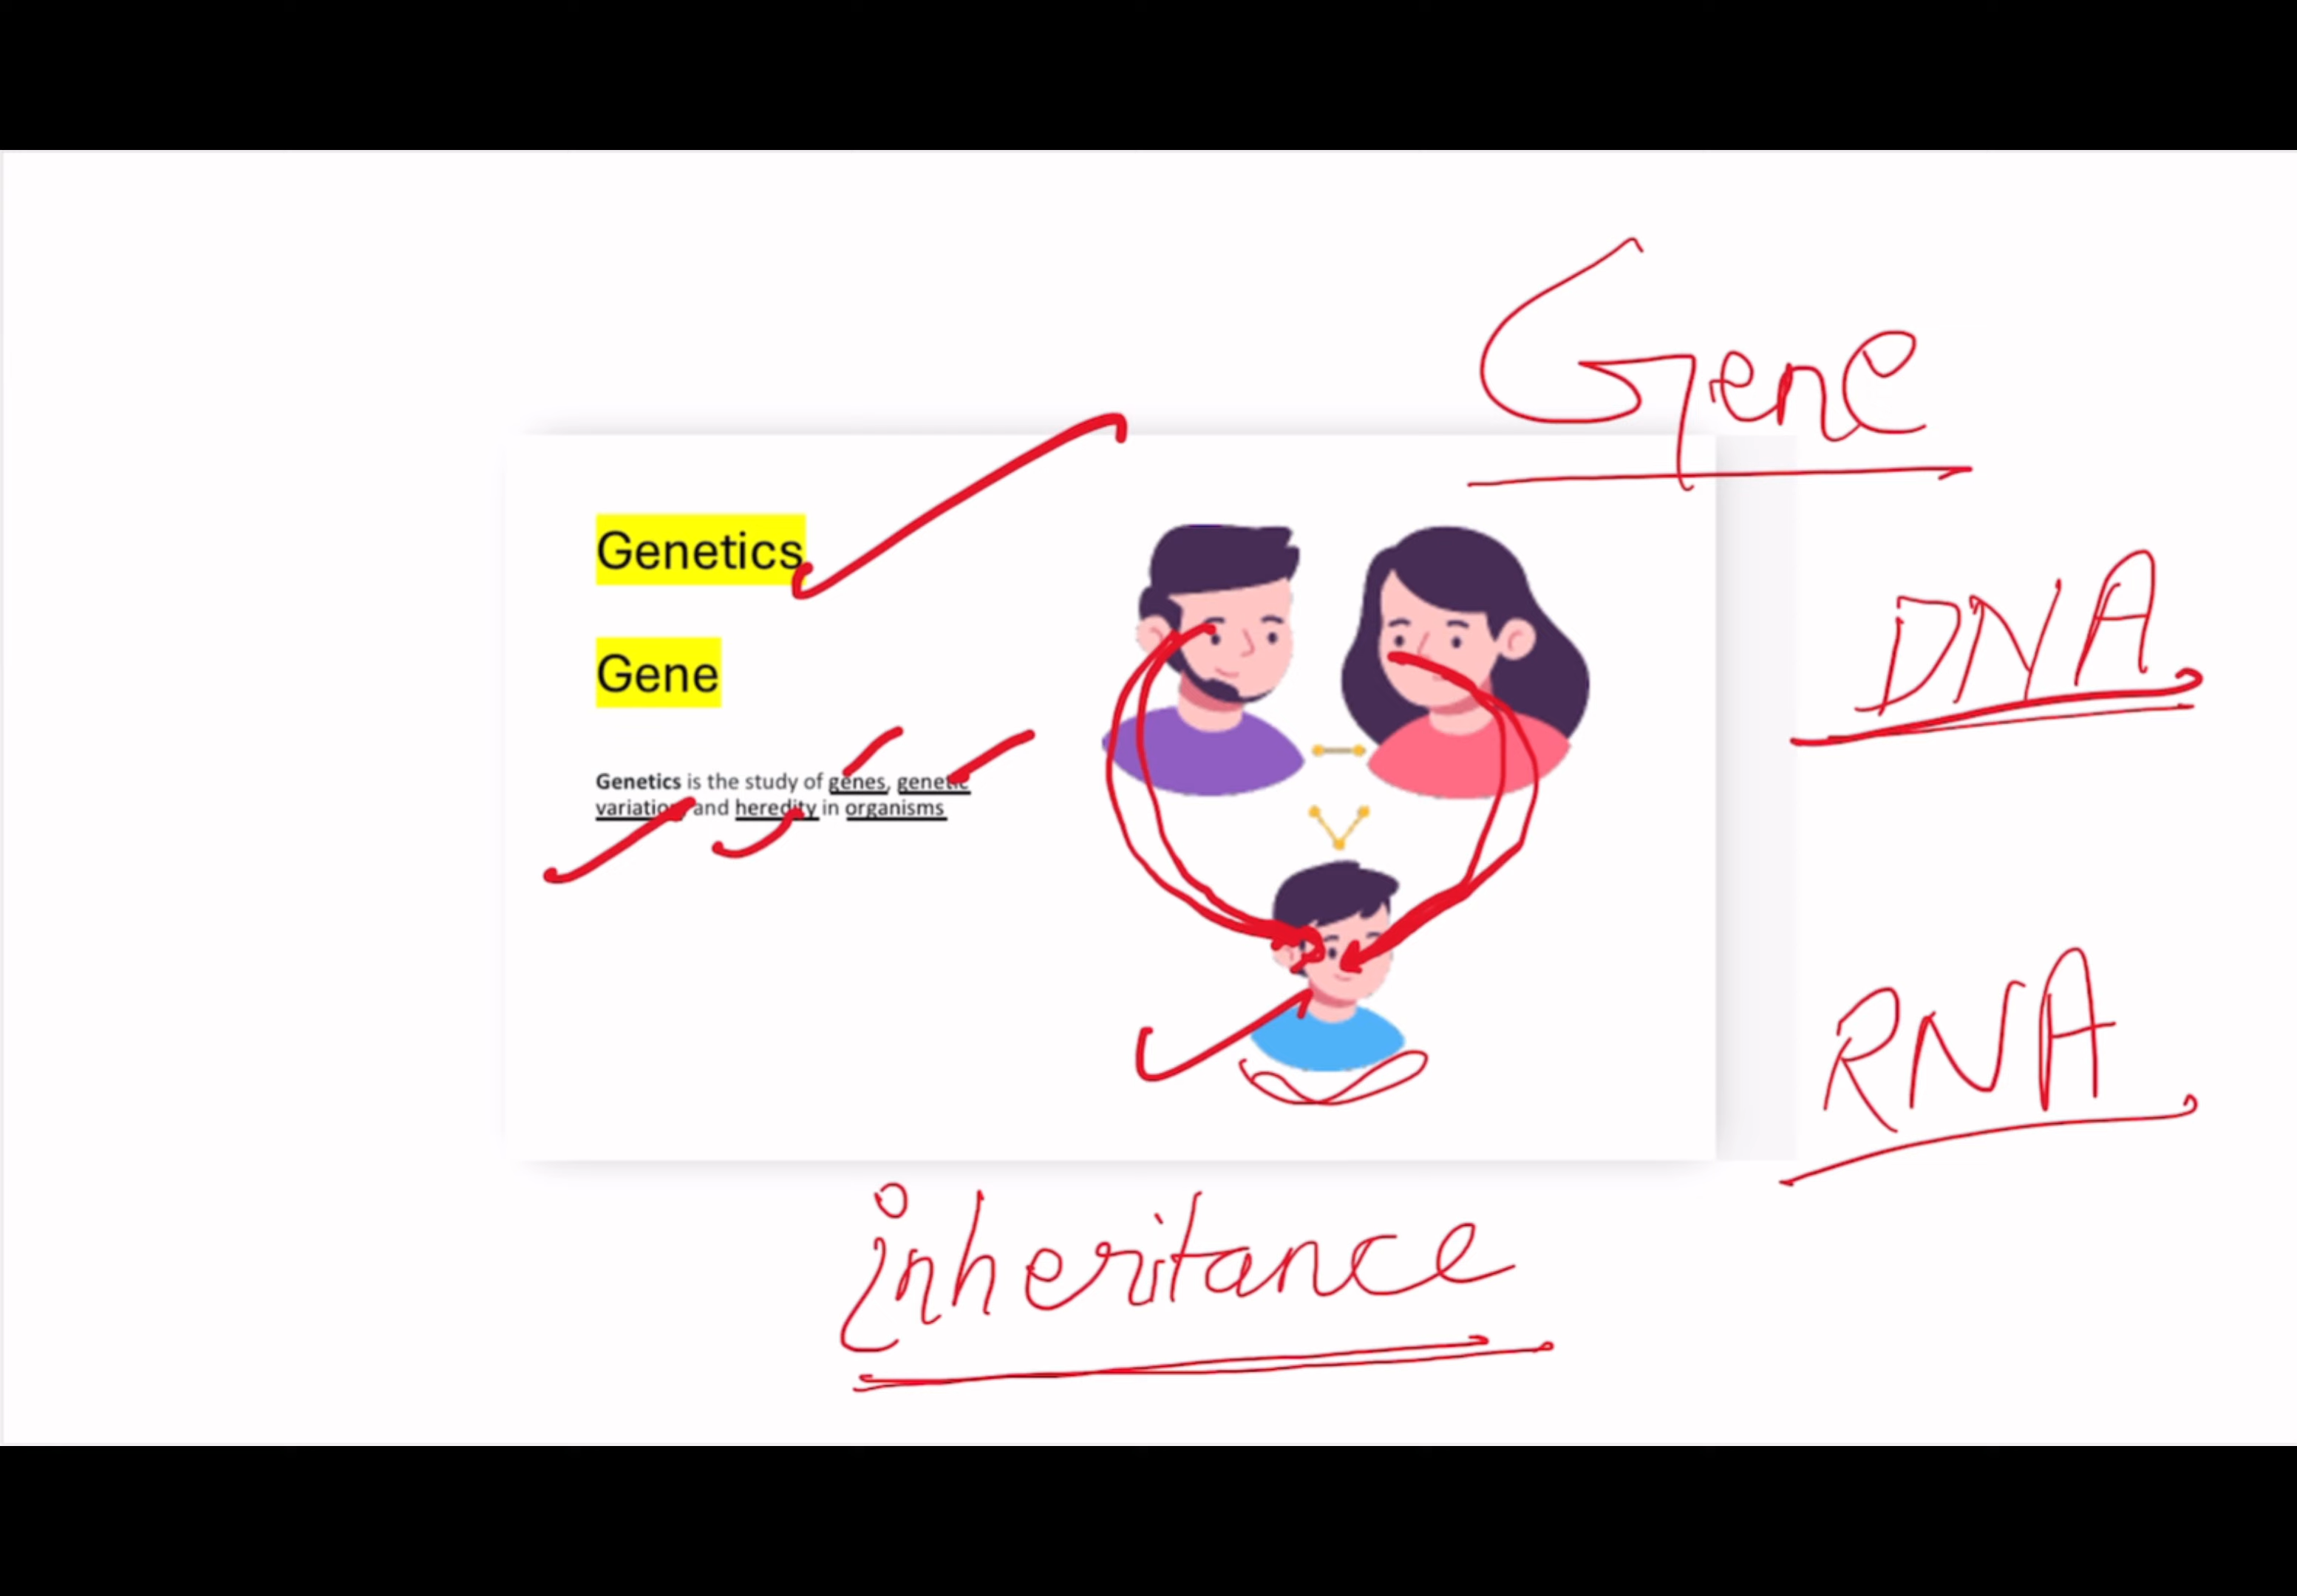 Gene
Genetics
Gene
DNA
Genetics is the study of genes, genetic
variation and heredity in organisms
RNA
inheritance